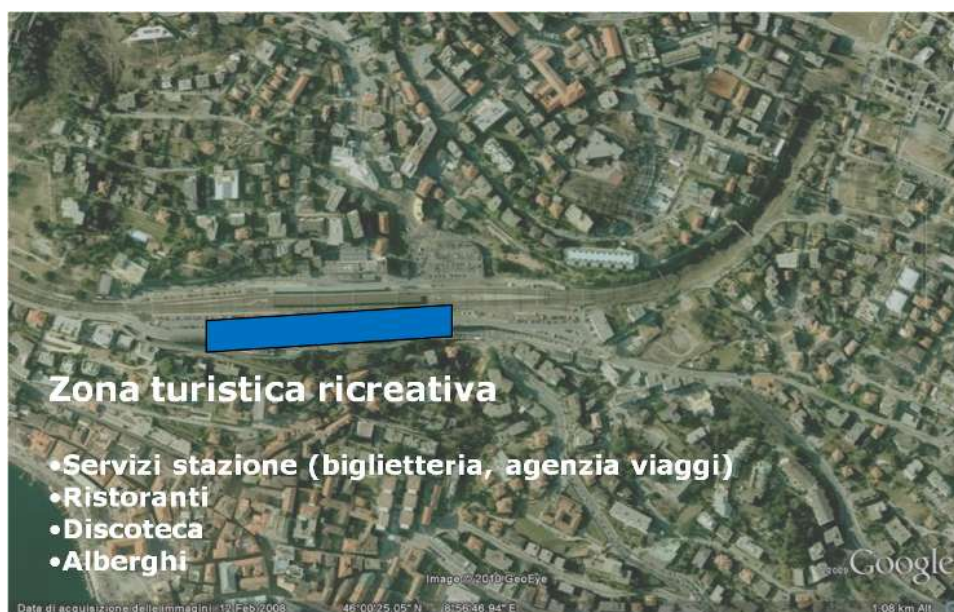 Zona turistica ricreativa
•Servizi stazione (biglietteria, agenzia viaggi)
•Ristoranti
•Discoteca
•Alberghi
©2009 Google
Image © 2010 GeoEye
Data di acquisizione delle immagini: 12 Feb 2008 46°00'25.05" N 8°56'46.94" E 1.08 km Alt